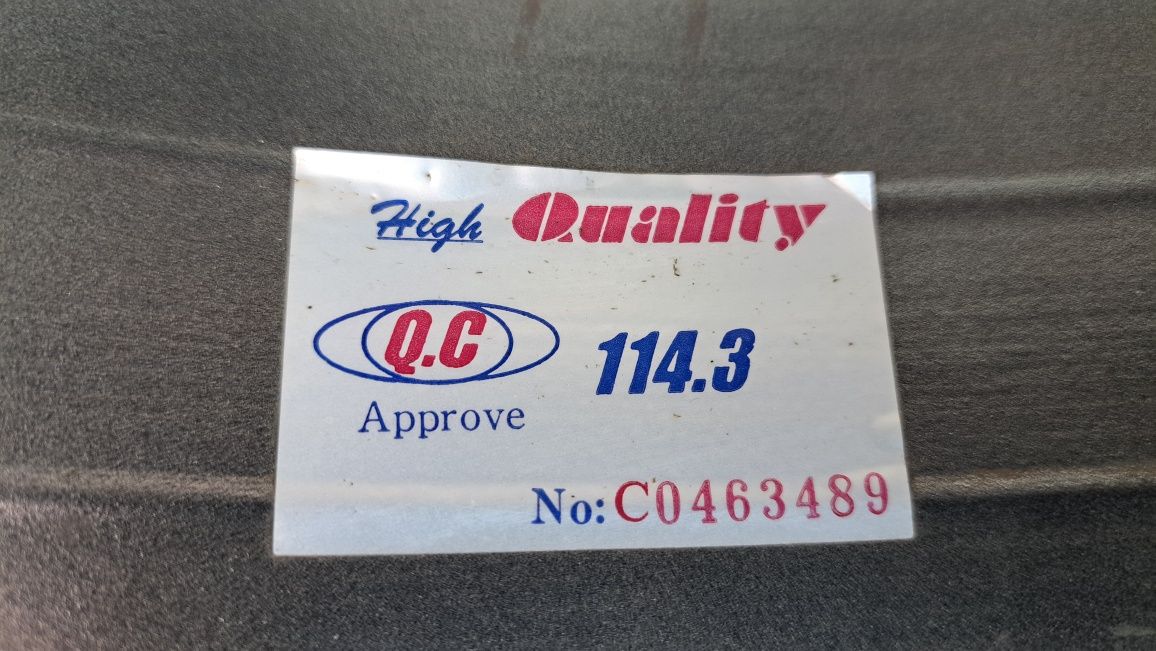 High Quality
Q.C 114.3
Approve
No:C0463489